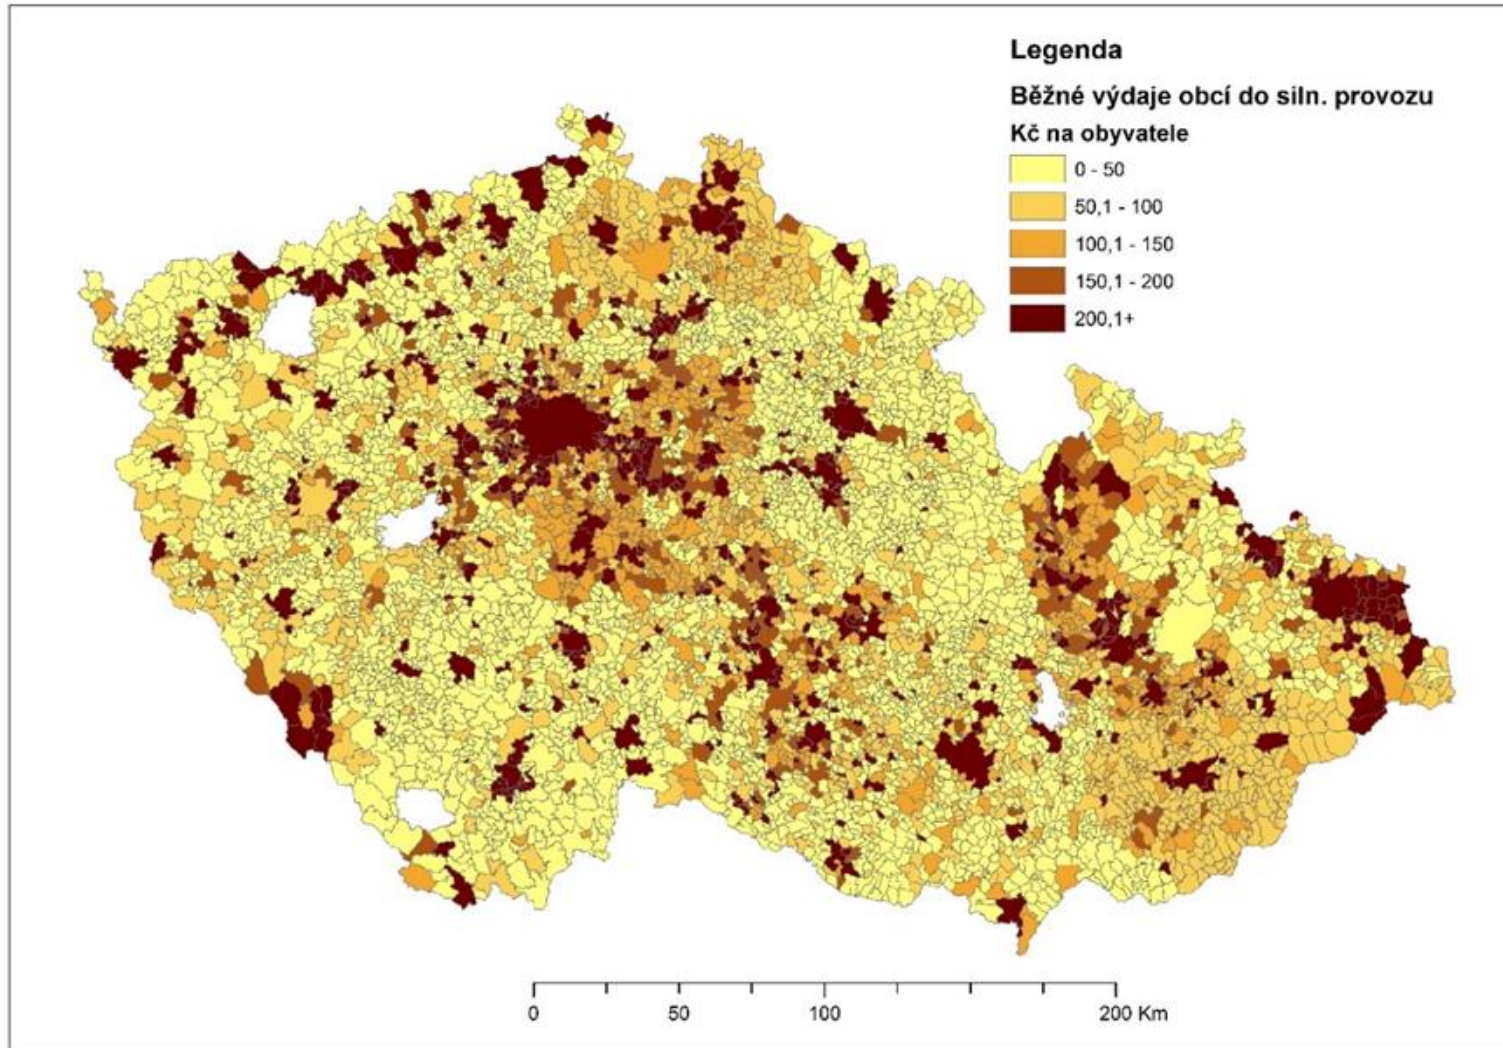 Legenda
Běžné výdaje obcí do siln. provozu
Kč na obyvatele
0 - 50
50,1 - 100
100,1 - 150
150,1 - 200
200,1+
0 50 100 200 Km